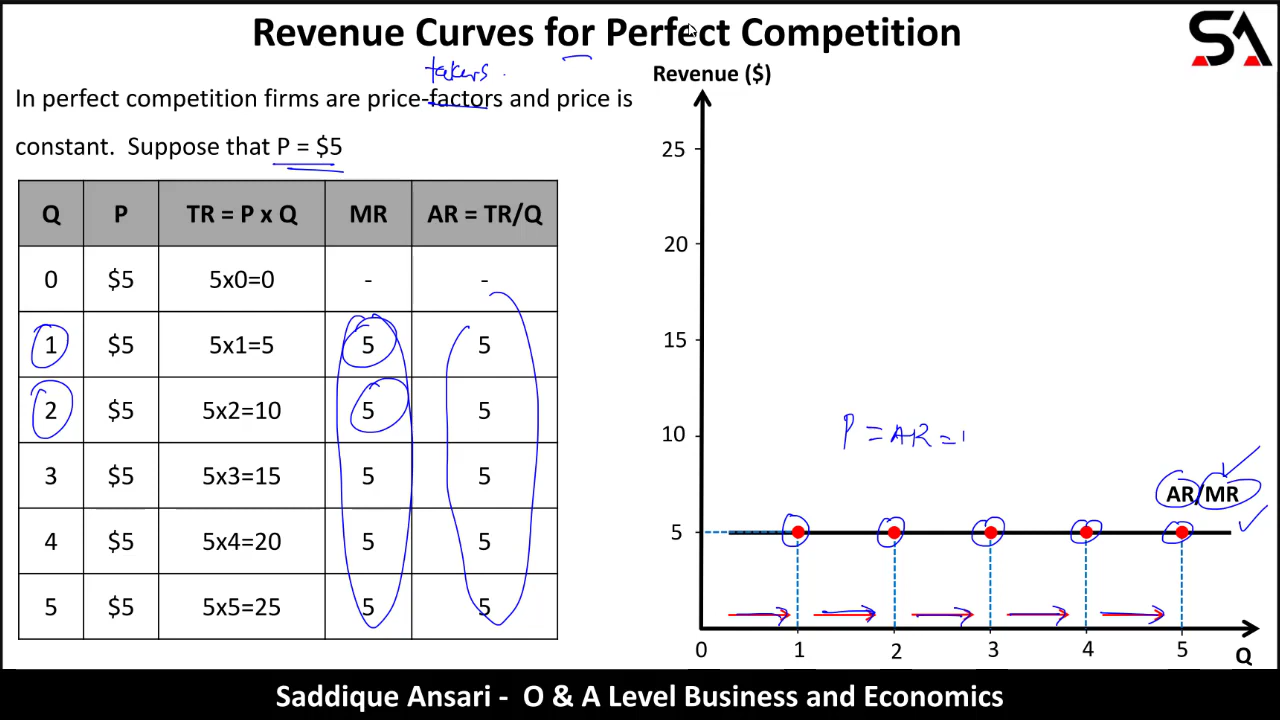 Revenue Curves for Perfect Competition
SA
takers
In perfect competition firms are price-factors and price is
constant. Suppose that P = $5
Q P TR = P x Q MR AR = TR/Q
0 $5 5x0=0 - -
1 $5 5x1=5 5 5
2 $5 5x2=10 5 5
3 $5 5x3=15 5 5
4 $5 5x4=20 5 5
5 $5 5x5=25 5 5
Revenue ($)
25
20
15
10
5
P = AR =
AR/MR
0 1 2 3 4 5 Q
Saddique Ansari - O & A Level Business and Economics